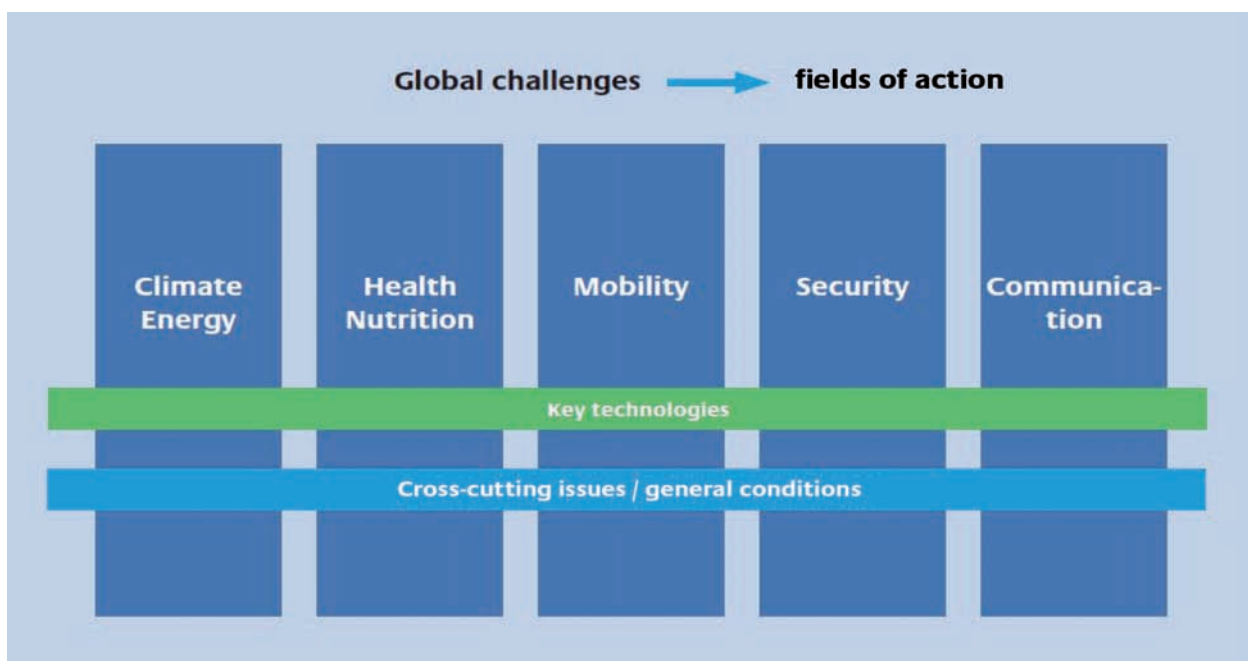 Global challenges fields of action
Climate
Energy
Health
Nutrition
Mobility
Security
Communica-
tion
Key technologies
Cross-cutting issues / general conditions